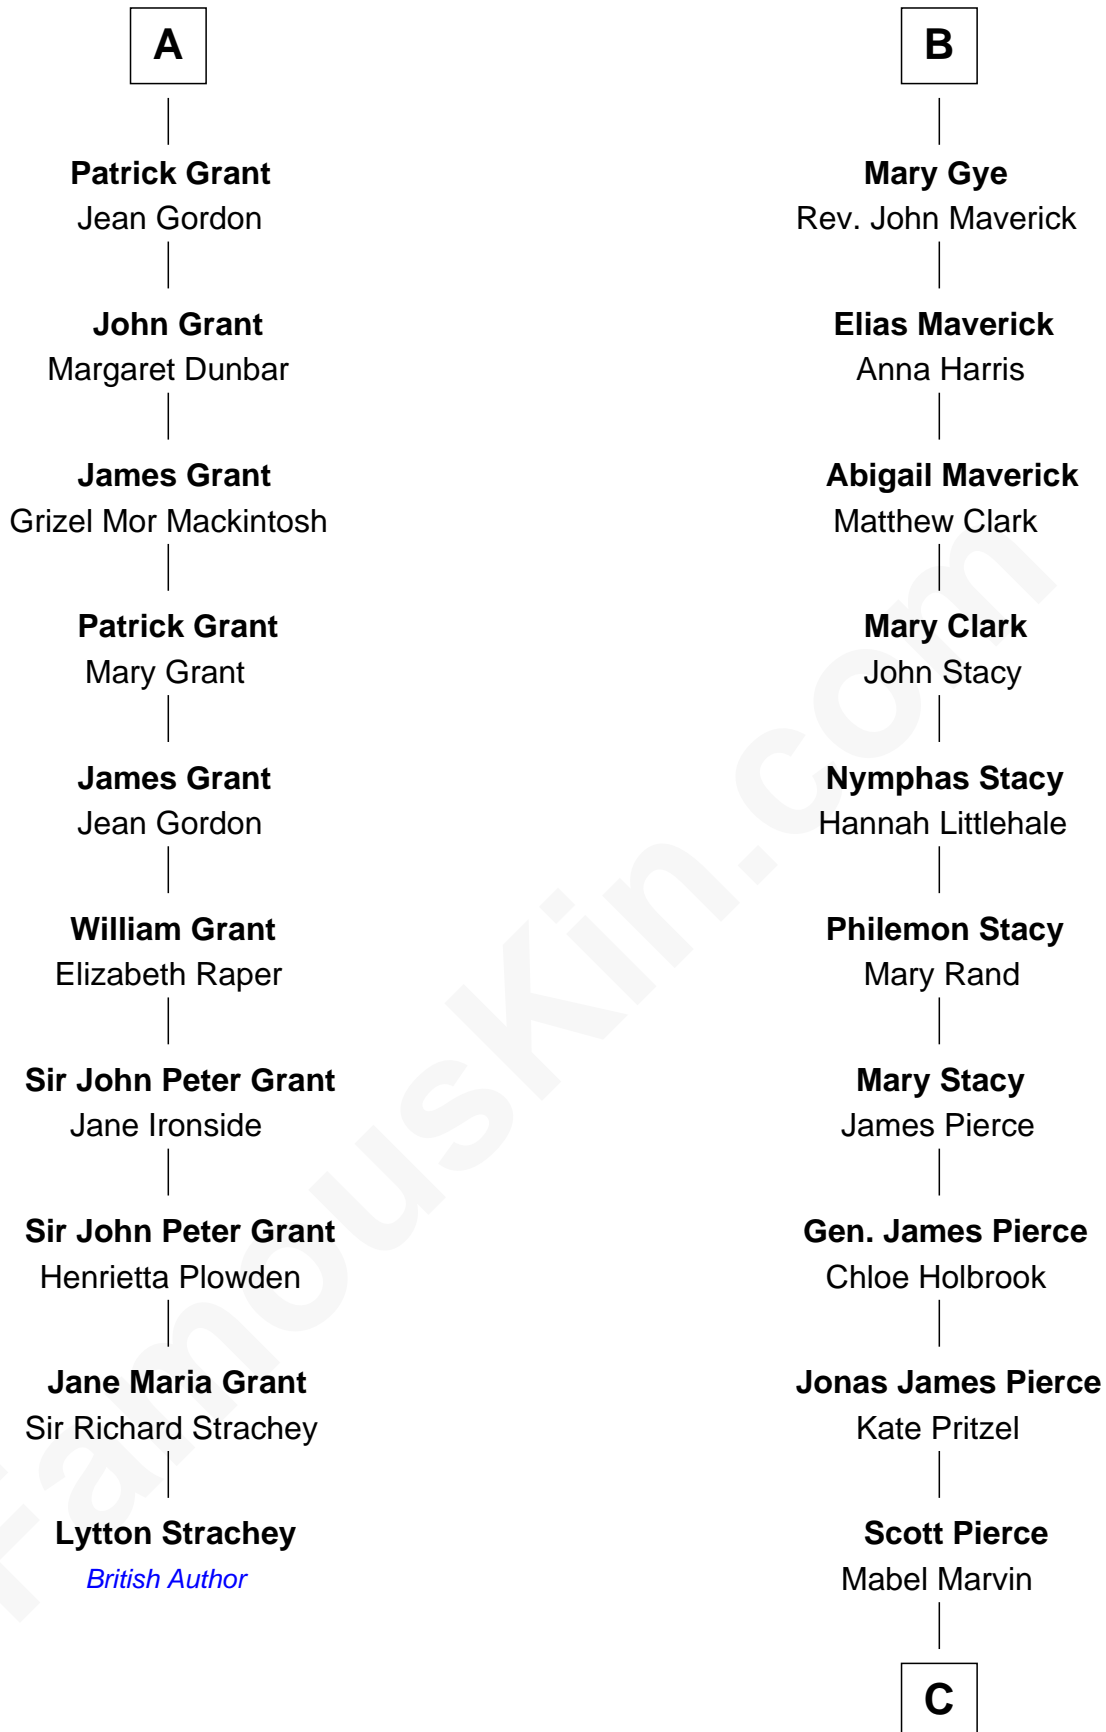 A
Patrick Grant
Jean Gordon
John Grant
Margaret Dunbar
James Grant
Grizel Mor Mackintosh
Patrick Grant
Mary Grant
James Grant
Jean Gordon
William Grant
Elizabeth Raper
Sir John Peter Grant
Jane Ironside
Sir John Peter Grant
Henrietta Plowden
Jane Maria Grant
Sir Richard Strachey
Lytton Strachey
British Author
B
Mary Gye
Rev. John Maverick
Elias Maverick
Anna Harris
Abigail Maverick
Matthew Clark
Mary Clark
John Stacy
Nymphas Stacy
Hannah Littlehale
Philemon Stacy
Mary Rand
Mary Stacy
James Pierce
Gen. James Pierce
Chloe Holbrook
Jonas James Pierce
Kate Pritzel
Scott Pierce
Mabel Marvin
C
FamousKin.com